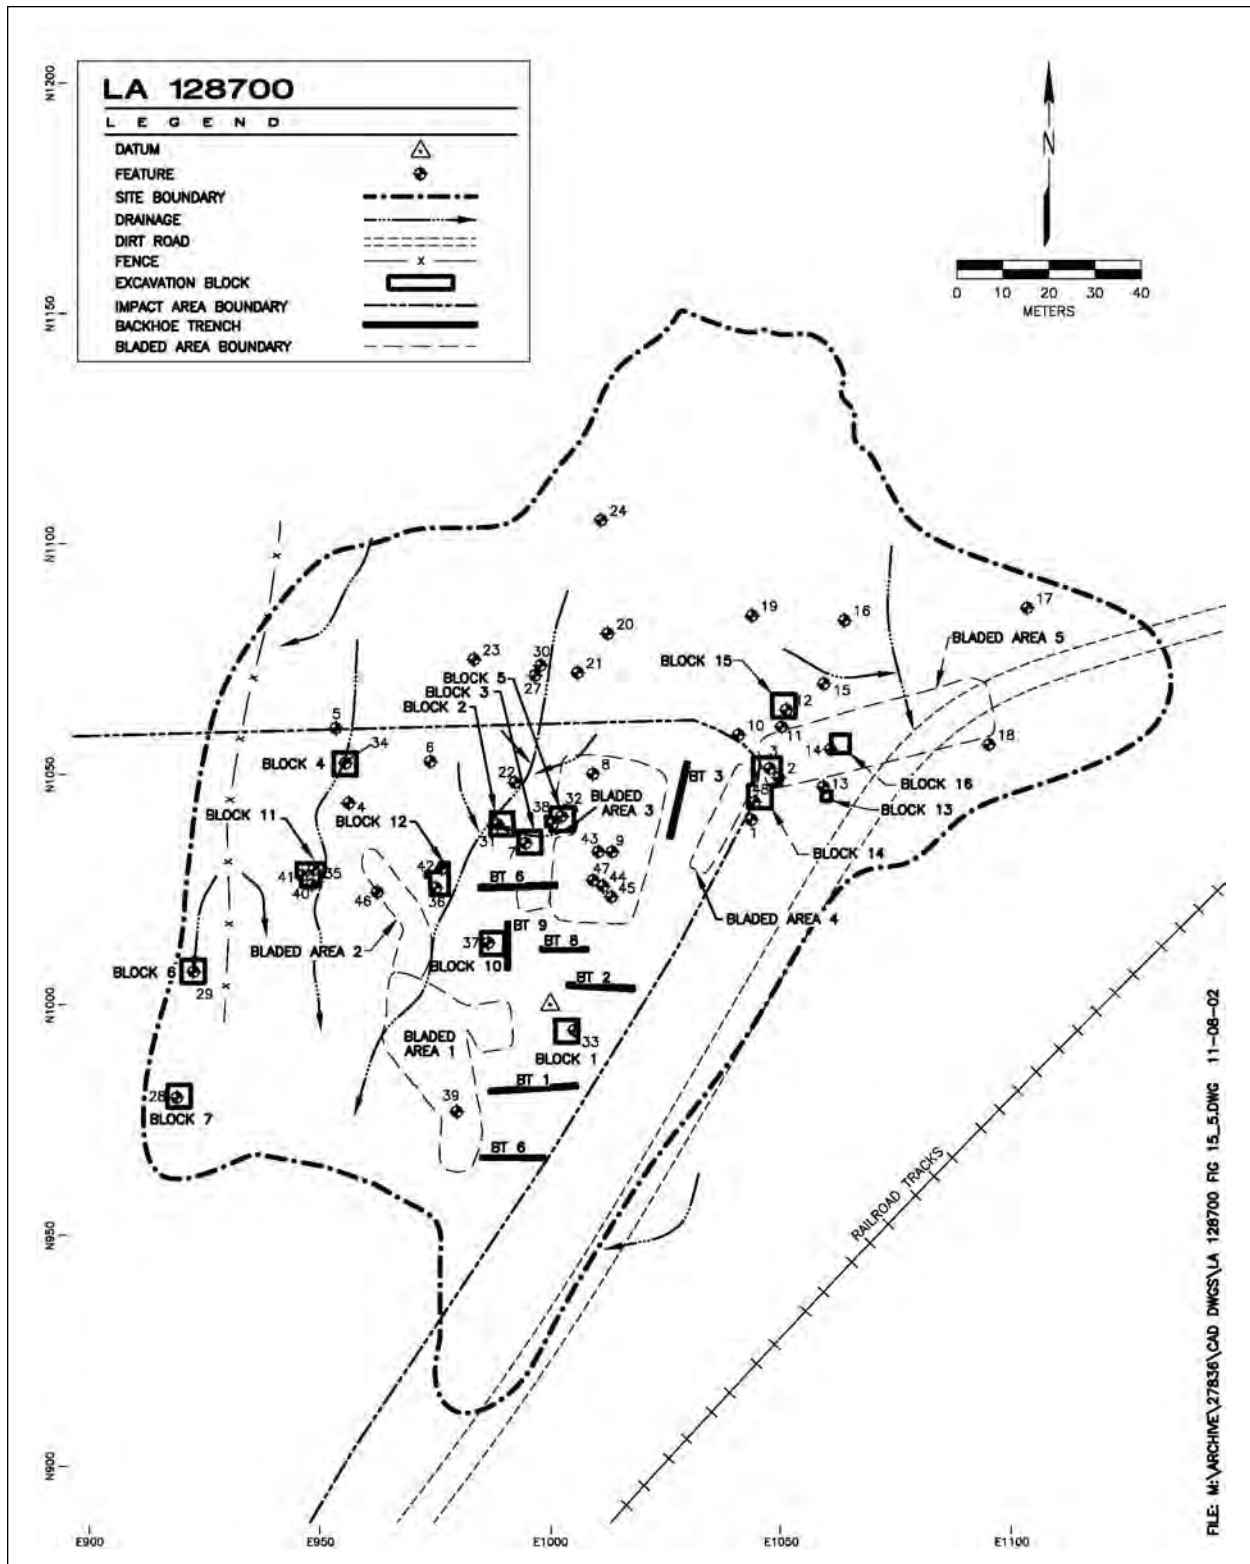 LA 128700
LEGEND
DATUM
FEATURE
SITE BOUNDARY
DRAINAGE
DIRT ROAD
FENCE
x
EXCAVATION BLOCK
IMPACT AREA BOUNDARY
BACKHOE TRENCH
BLADED AREA BOUNDARY
N
0 10 20 30 40
METERS
N1200
N1150
N1100
N1050
N1000
N950
N900
E900
E950
E1000
E1050
E1100
24
17
19
16
20
BLADED AREA 5
23
30
BLOCK 5
21
BLOCK 15
27
BLOCK 3
15
BLOCK 2
12
5
10
11
18
34
6
3
14
BLOCK 4
22
8
BT 3
2
BLOCK 16
4
38
32
BLADED
AREA 3
48
13
BLOCK 13
BLOCK 11
BLOCK 12
31
1
7
43
9
BLOCK 14
42
41
35
47
44
BT 6
45
40
46
36
BLADED AREA 4
BT 9
BLADED AREA 2
37
BT 8
BLOCK 10
BLOCK 6
BT 2
29
BLADED
AREA 1
33
BLOCK 1
BT 1
28
39
BLOCK 7
BT 6
RAILROAD TRACKS
FILE: M:\ARCHIVE\27836\CAD DWGS\LA 128700 FIG 15_5.DWG 11-08-02